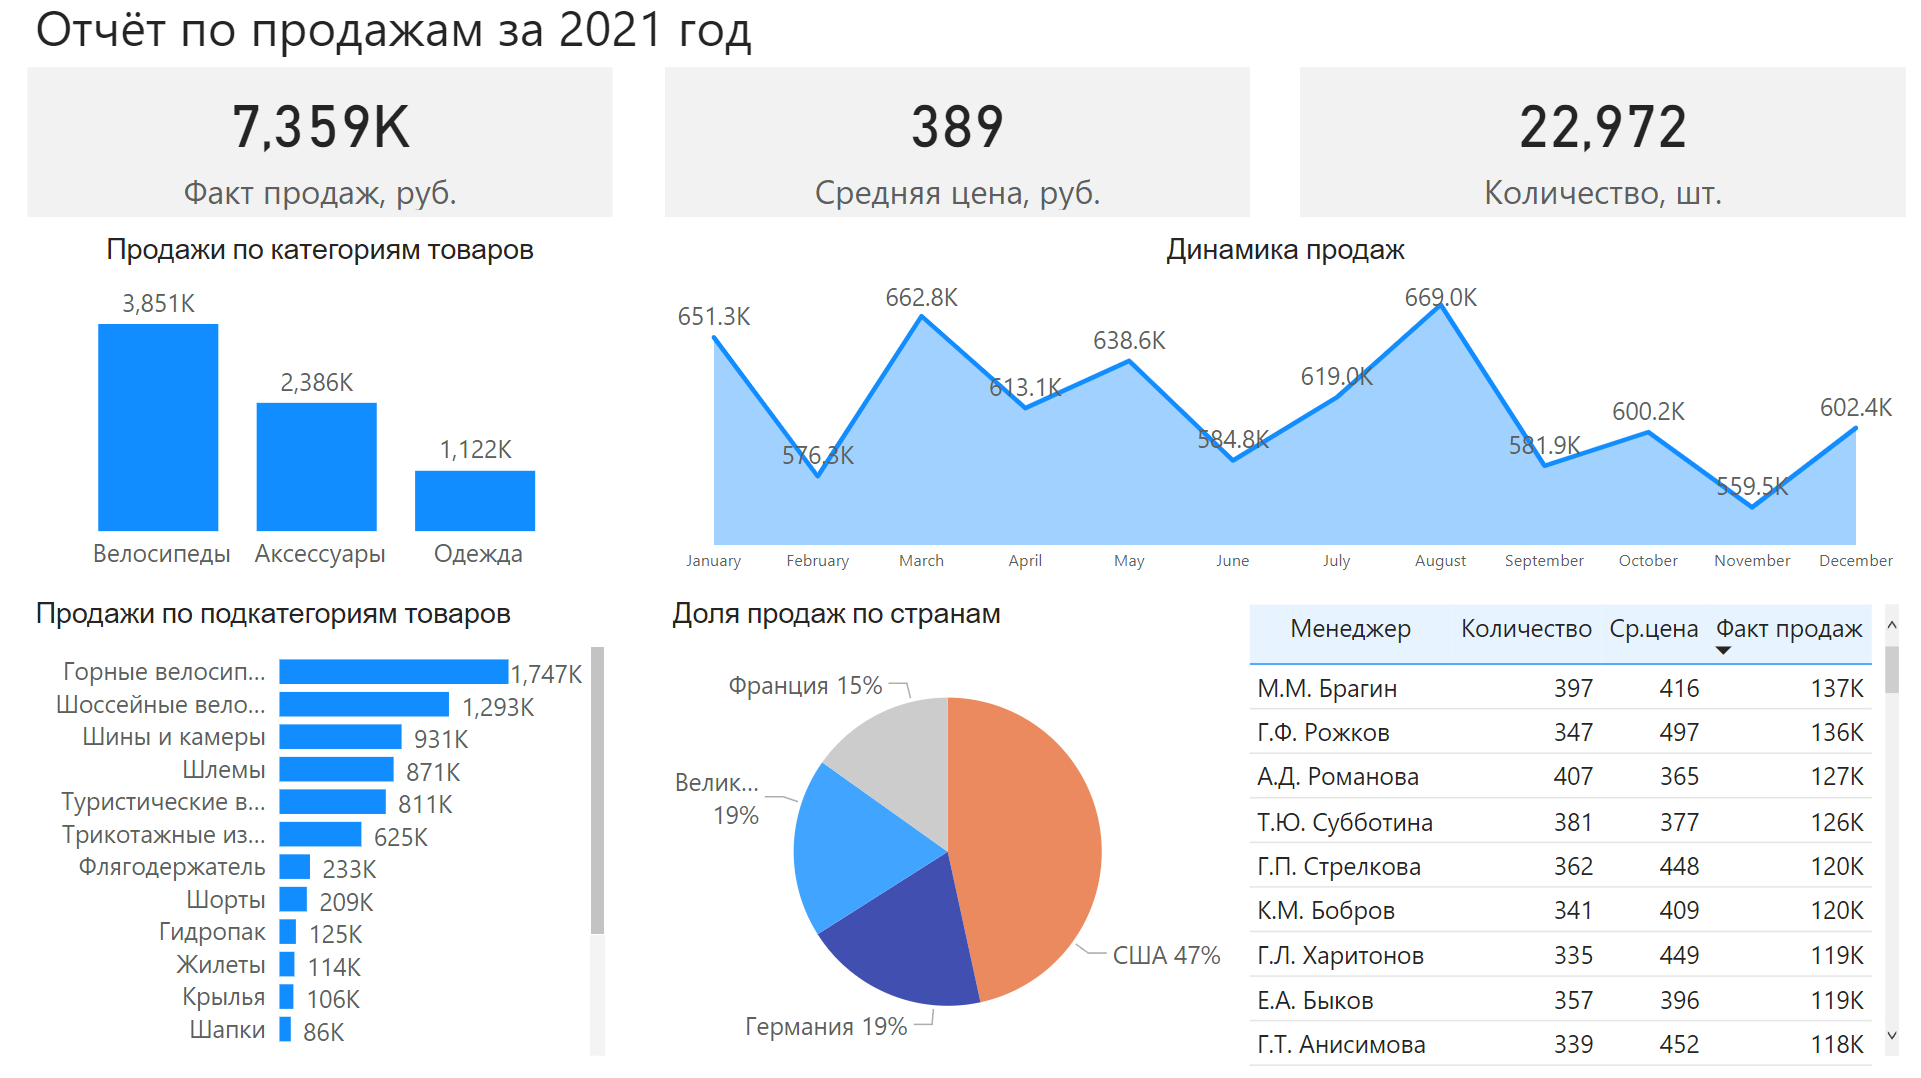 Отчёт по продажам за 2021 год
7,359K
Факт продаж, руб.
389
Средняя цена, руб.
22,972
Количество, шт.
Продажи по категориям товаров
3,851K
2,386K
1,122K
Велосипеды
Аксессуары
Одежда
Динамика продаж
651.3K
576.3K
662.8K
613.1K
638.6K
584.8K
619.0K
669.0K
581.9K
600.2K
559.5K
602.4K
January
February
March
April
May
June
July
August
September
October
November
December
Продажи по подкатегориям товаров
Горные велосип... 1,747K
Шоссейные вело... 1,293K
Шины и камеры 931K
Шлемы 871K
Туристические в... 811K
Трикотажные из... 625K
Флягодержатель 233K
Шорты 209K
Гидропак 125K
Жилеты 114K
Крылья 106K
Шапки 86K
Доля продаж по странам
Франция 15%
Велик...
19%
США 47%
Германия 19%
Менеджер Количество Ср.цена Факт продаж
М.М. Брагин 397 416 137K
Г.Ф. Рожков 347 497 136K
А.Д. Романова 407 365 127K
Т.Ю. Субботина 381 377 126K
Г.П. Стрелкова 362 448 120K
К.М. Бобров 341 409 120K
Г.Л. Харитонов 335 449 119K
Е.А. Быков 357 396 119K
Г.Т. Анисимова 339 452 118K